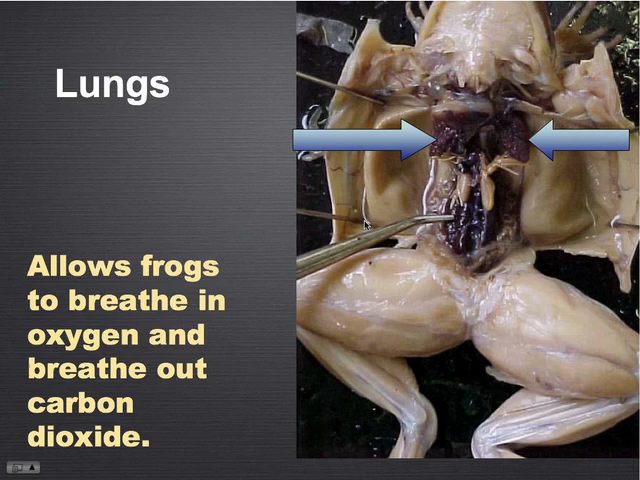 Lungs
Allows frogs
to breathe in
oxygen and
breathe out
carbon
dioxide.